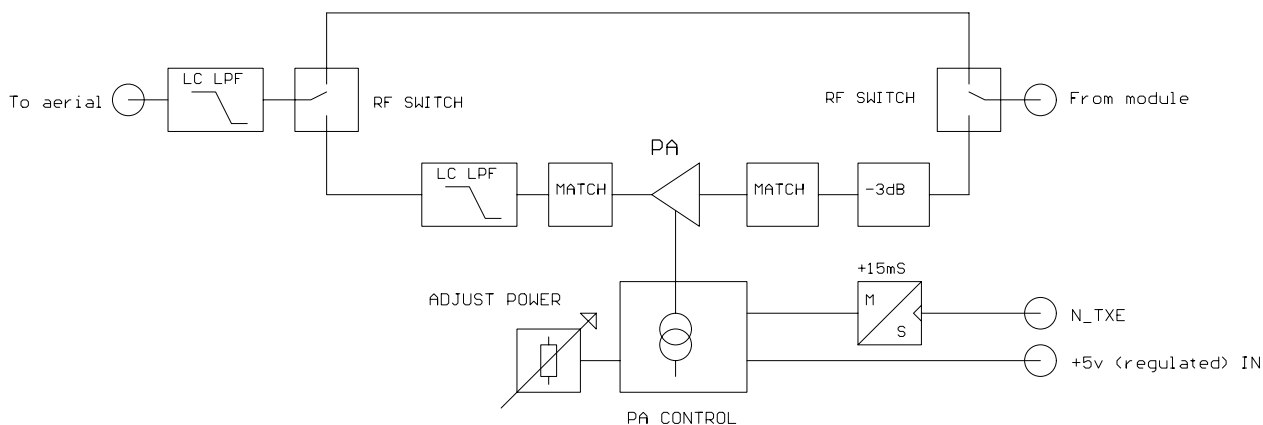 LC LPF
To aerial
RF SWITCH
RF SWITCH
From module
PA
LC LPF
MATCH
MATCH
-3dB
+15mS
ADJUST POWER
M
S
N_TXE
+5v (regulated) IN
PA CONTROL